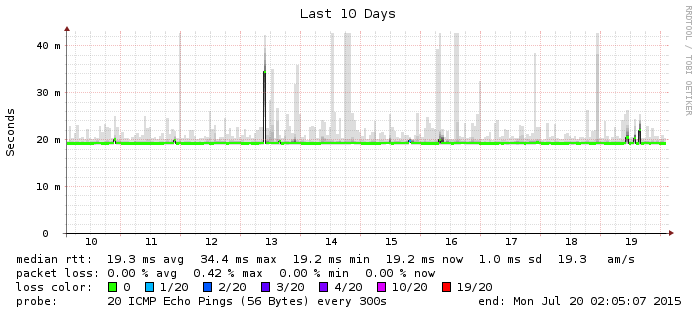 Last 10 Days
RRDTOOL / TOBI OETIKER
Seconds
40 m
30 m
20 m
10 m
0
10 11 12 13 14 15 16 17 18 19
median rtt: 19.3 ms avg 34.4 ms max 19.2 ms min 19.2 ms now 1.0 ms sd 19.3 am/s
packet loss: 0.00 % avg 0.42 % max 0.00 % min 0.00 % now
loss color: 0 1/20 2/20 3/20 4/20 10/20 19/20
probe: 20 ICMP Echo Pings (56 Bytes) every 300s end: Mon Jul 20 02:05:07 2015